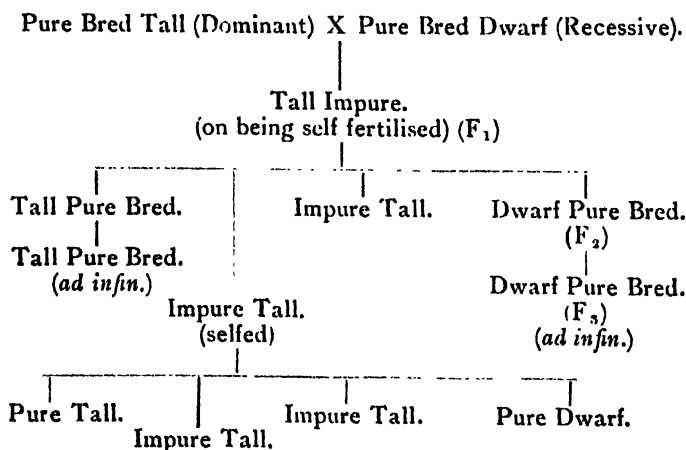 Pure Bred Tall (Dominant) X Pure Bred Dwarf (Recessive).
Tall Impure.
(on being self fertilised) (F₁)
Tall Pure Bred.
Impure Tall.
Dwarf Pure Bred.
(F₂)
Tall Pure Bred.
(ad infin.)
Dwarf Pure Bred.
(F₃)
(ad infin.)
Impure Tall.
(selfed)
Pure Tall.
Impure Tall.
Impure Tall.
Pure Dwarf.